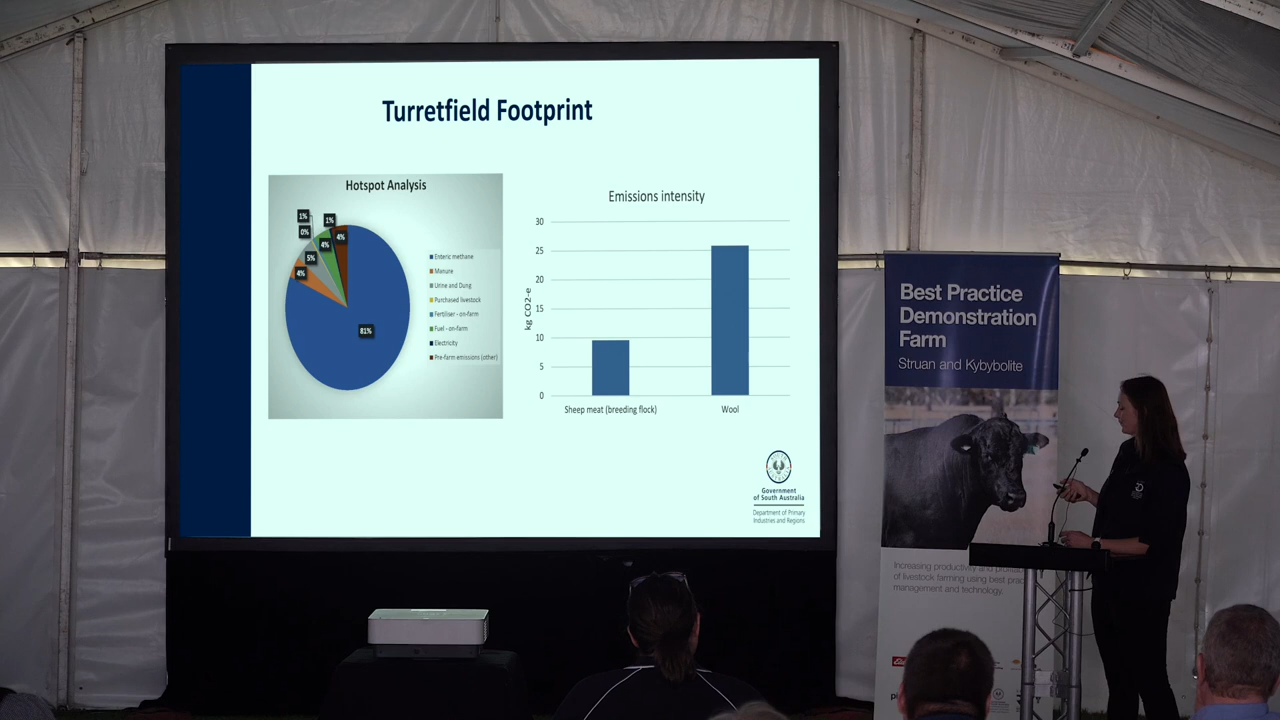 Turretfield Footprint
Hotspot Analysis
1%
0%
1%
4%
4%
5%
4%
81%
Enteric methane
Manure
Urine and Dung
Purchased livestock
Fertiliser - on-farm
Fuel - on-farm
Electricity
Pre-farm emissions (other)
Emissions intensity
30
25
20
15
10
5
0
kg CO2-e
Sheep meat (breeding flock)
Wool
Government
of South Australia
Department of Primary
Industries and Regions
Best Practice
Demonstration
Farm
Struan and Kybybolite
Increasing productivity and
of livestock farming using best
management and technology.